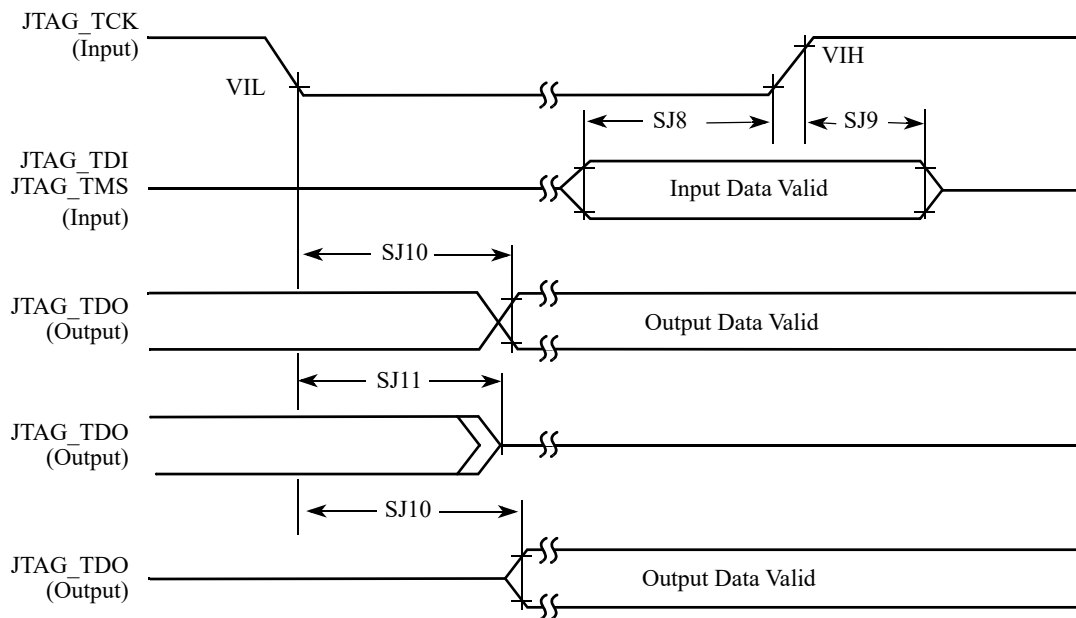 JTAG_TCK
(Input)
VIH
VIL
SJ8
SJ9
JTAG_TDI
JTAG_TMS
(Input)
Input Data Valid
SJ10
JTAG_TDO
(Output)
Output Data Valid
SJ11
JTAG_TDO
(Output)
SJ10
JTAG_TDO
(Output)
Output Data Valid